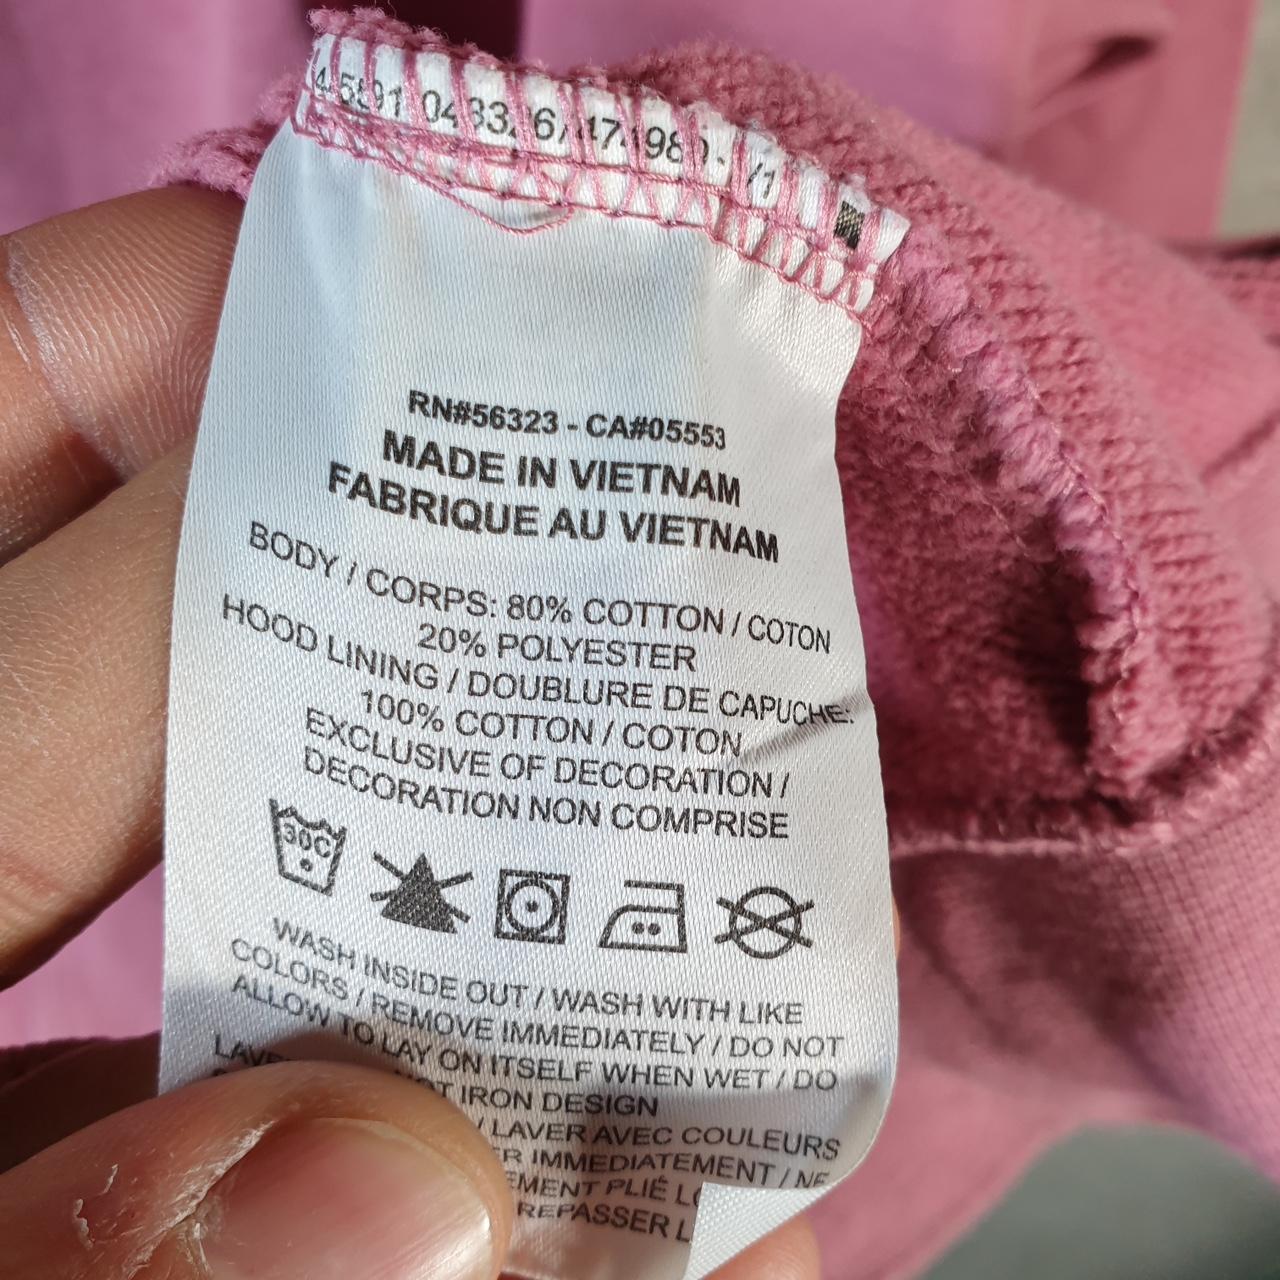 RN#56323 - CA#05553
MADE IN VIETNAM
FABRIQUE AU VIETNAM
BODY / CORPS: 80% COTTON / COTON
20% POLYESTER
HOOD LINING / DOUBLURE DE CAPUCHE:
100% COTTON / COTON
EXCLUSIVE OF DECORATION /
DECORATION NON COMPRISE
30C
WASH INSIDE OUT / WASH WITH LIKE
COLORS / REMOVE IMMEDIATELY / DO NOT
ALLOW TO LAY ON ITSELF WHEN WET / DO
IRON DESIGN
/ LAVER AVEC COULEURS
IMMEDIATEMENT / NE
PLIÉ
REPASSER